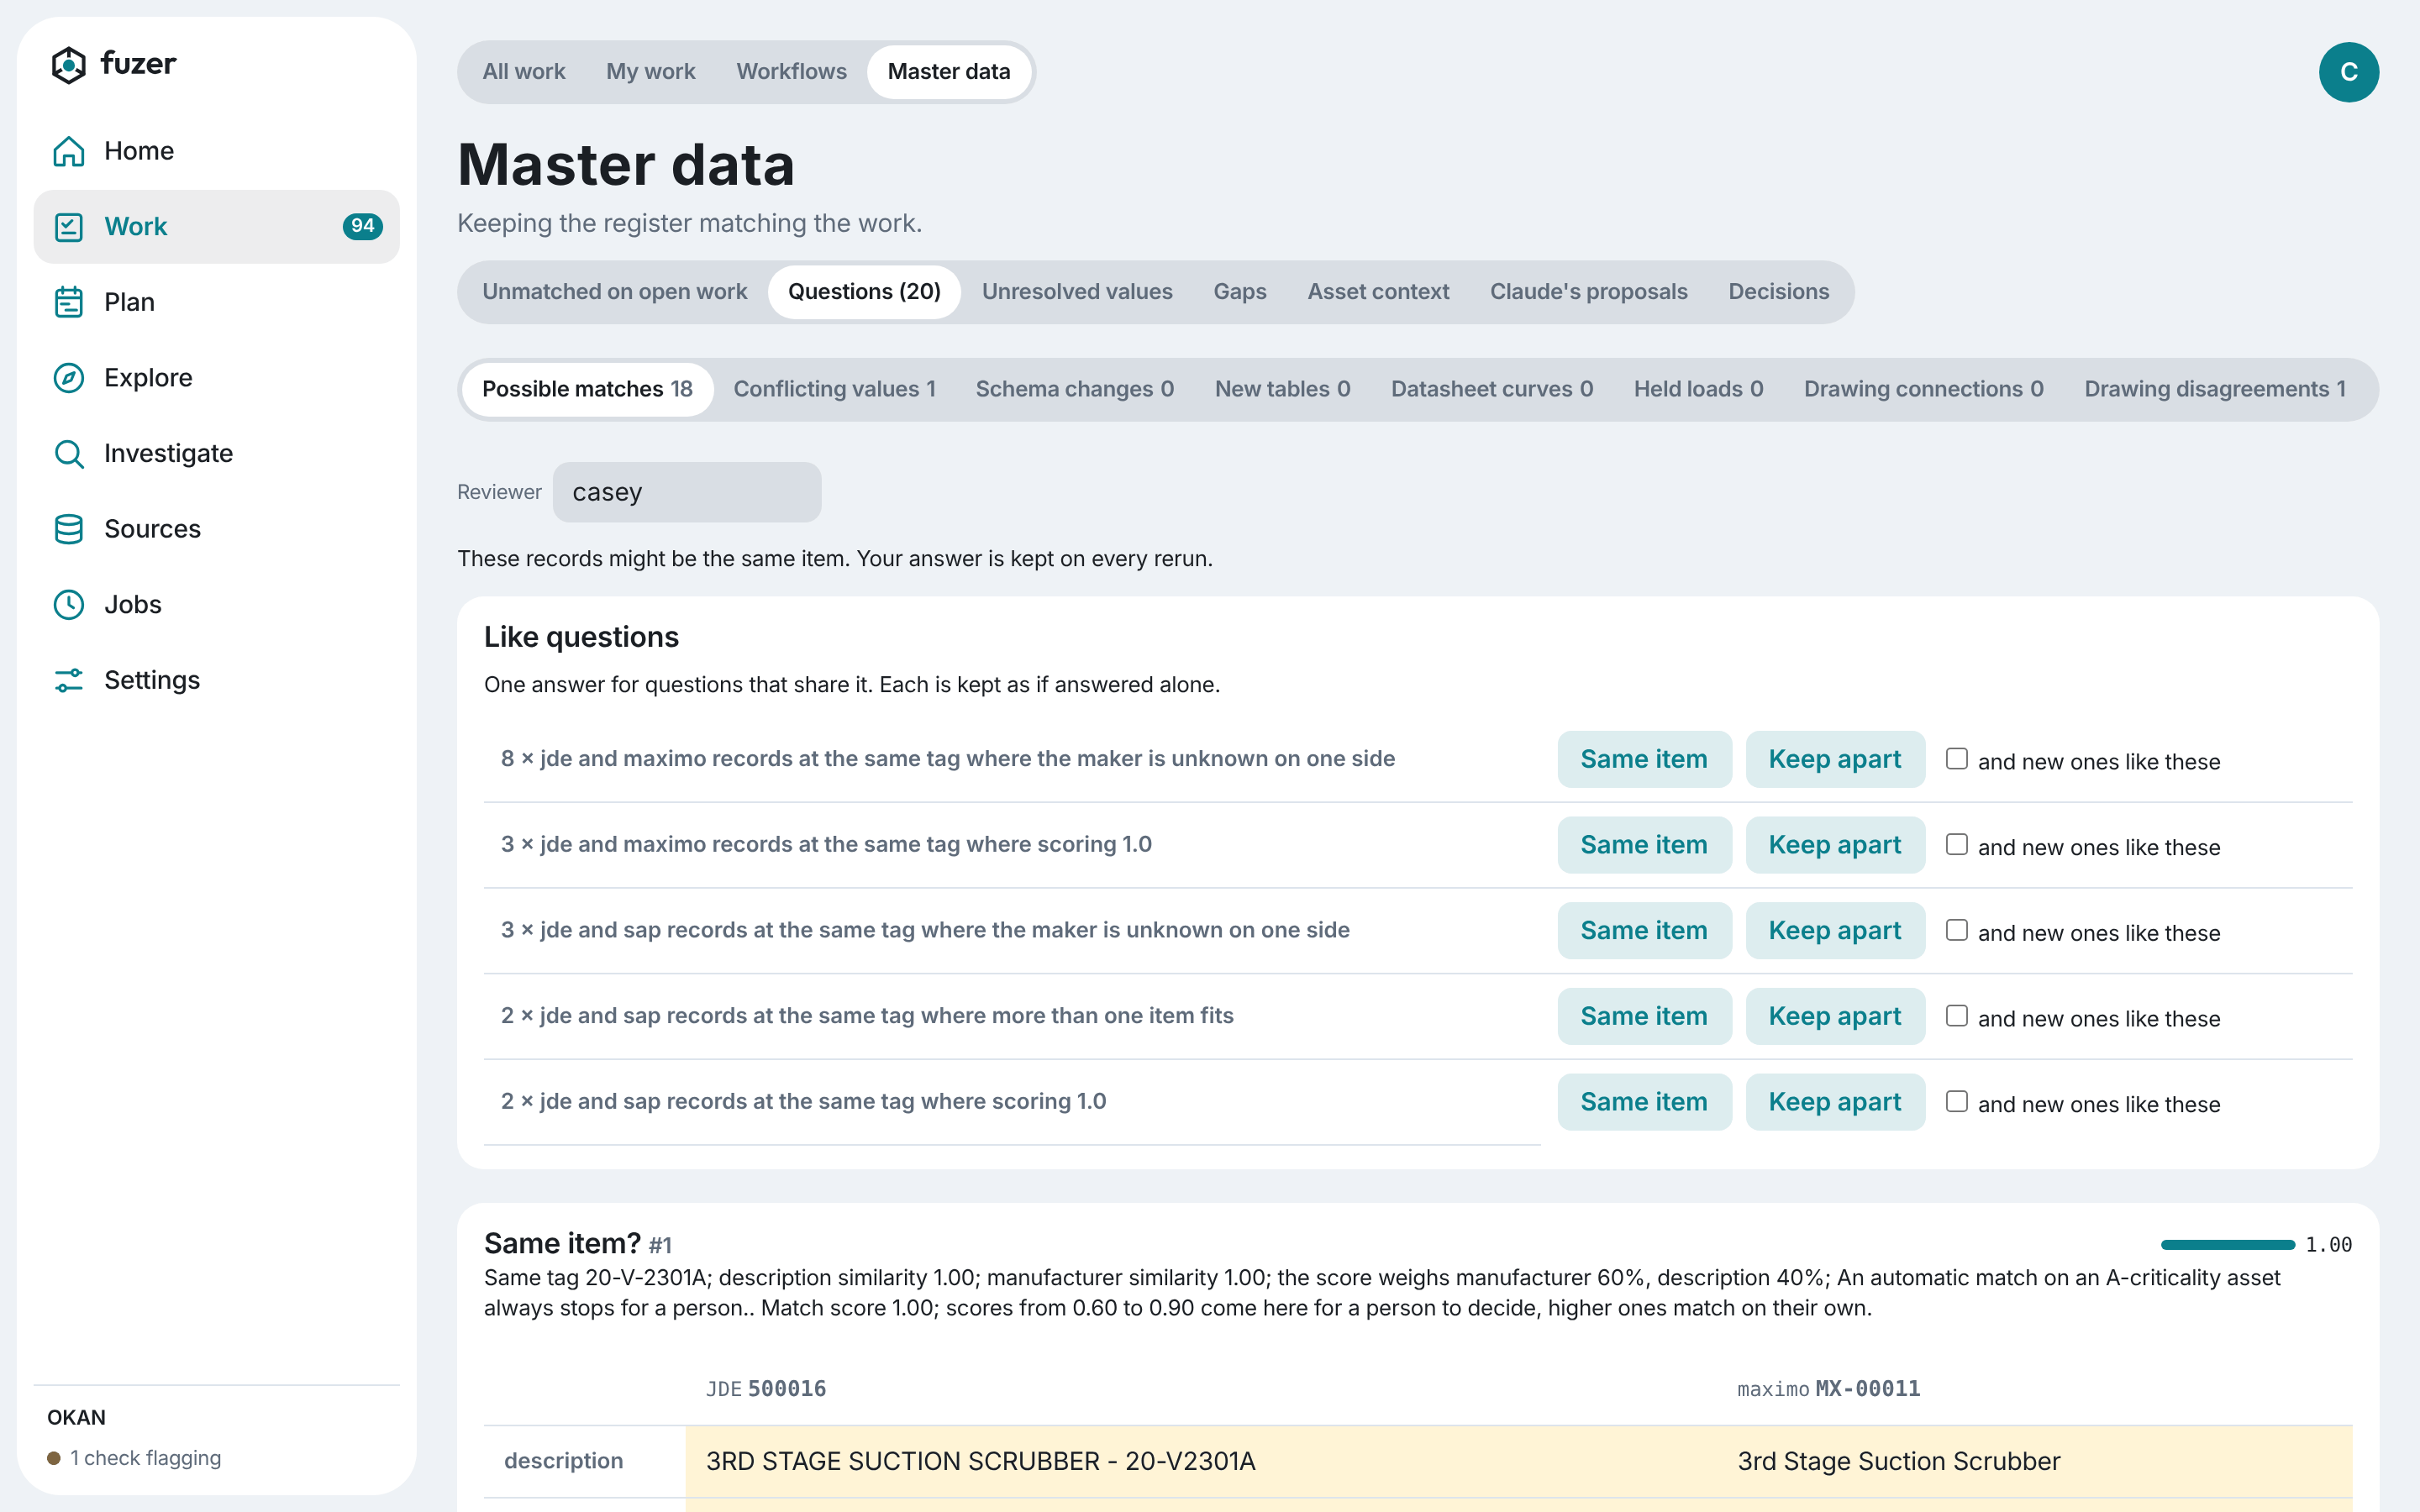 fuzer
Home
Work 94
Plan
Explore
Investigate
Sources
Jobs
Settings
OKAN
1 check flagging
All work My work Workflows Master data
C
Master data
Keeping the register matching the work.
Unmatched on open work Questions (20) Unresolved values Gaps Asset context Claude's proposals Decisions
Possible matches 18 Conflicting values 1 Schema changes 0 New tables 0 Datasheet curves 0 Held loads 0 Drawing connections 0 Drawing disagreements 1
Reviewer casey
These records might be the same item. Your answer is kept on every rerun.
Like questions
One answer for questions that share it. Each is kept as if answered alone.
8 × jde and maximo records at the same tag where the maker is unknown on one side Same item Keep apart and new ones like these
3 × jde and maximo records at the same tag where scoring 1.0 Same item Keep apart and new ones like these
3 × jde and sap records at the same tag where the maker is unknown on one side Same item Keep apart and new ones like these
2 × jde and sap records at the same tag where more than one item fits Same item Keep apart and new ones like these
2 × jde and sap records at the same tag where scoring 1.0 Same item Keep apart and new ones like these
Same item? #1 1.00
Same tag 20-V-2301A; description similarity 1.00; manufacturer similarity 1.00; the score weighs manufacturer 60%, description 40%; An automatic match on an A-criticality asset
always stops for a person.. Match score 1.00; scores from 0.60 to 0.90 come here for a person to decide, higher ones match on their own.
JDE 500016 maximo MX-00011
description 3RD STAGE SUCTION SCRUBBER - 20-V2301A 3rd Stage Suction Scrubber